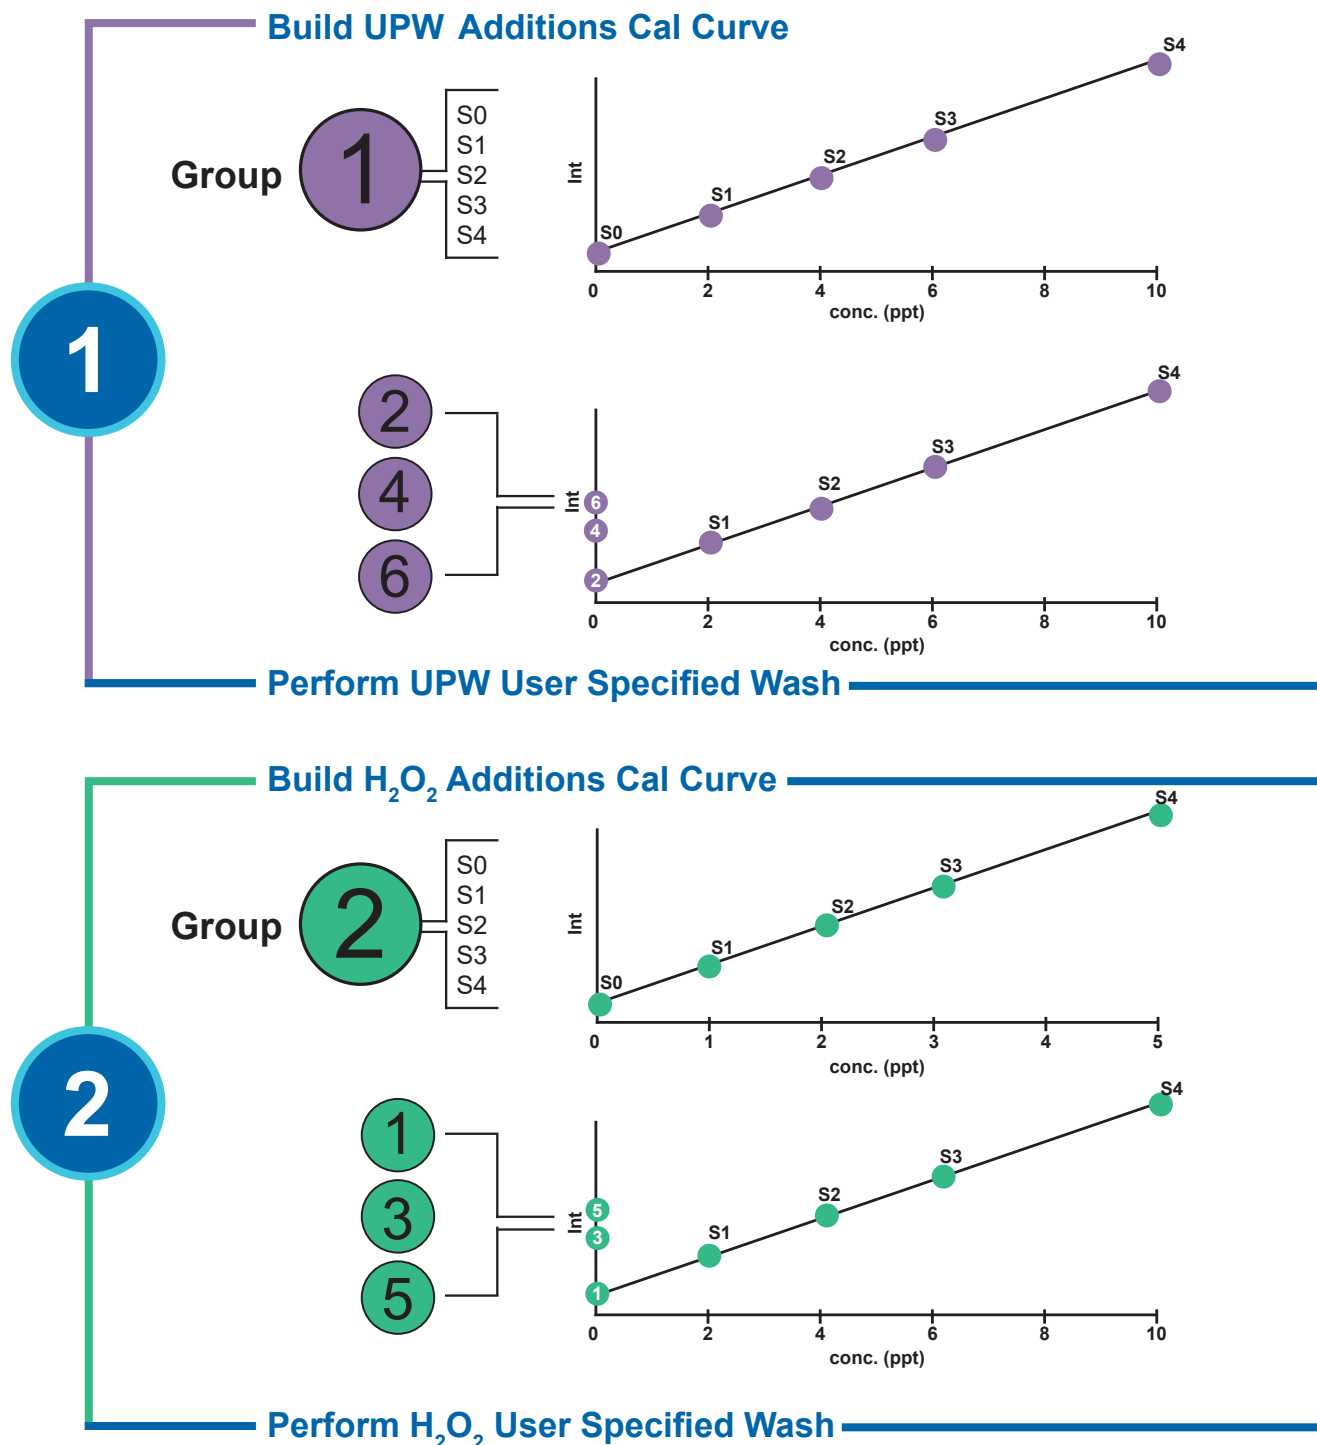 Build UPW Additions Cal Curve
Group 1
S0
S1
S2
S3
S4
Int
S0
S1
S2
S3
S4
0 2 4 6 8 10
conc. (ppt)
1
2
4
6
Int
6
4
2
S1
S2
S3
S4
0 2 4 6 8 10
conc. (ppt)
Perform UPW User Specified Wash
Build H₂O₂ Additions Cal Curve
Group 2
S0
S1
S2
S3
S4
Int
S0
S1
S2
S3
S4
0 1 2 3 4 5
conc. (ppt)
2
1
3
5
Int
5
3
1
S1
S2
S3
S4
0 2 4 6 8 10
conc. (ppt)
Perform H₂O₂ User Specified Wash